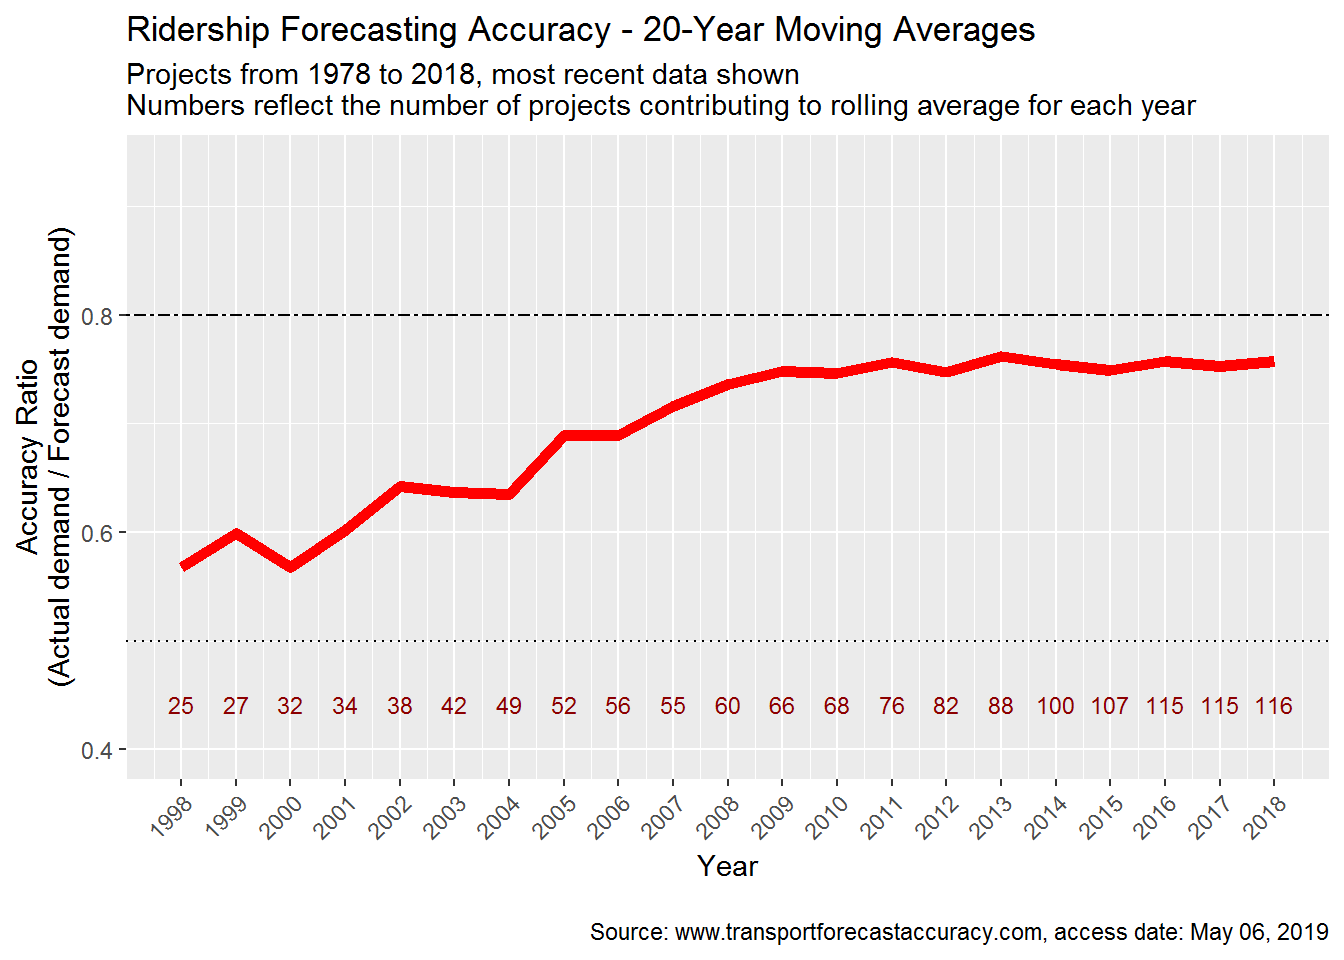 Ridership Forecasting Accuracy - 20-Year Moving Averages
Projects from 1978 to 2018, most recent data shown
Numbers reflect the number of projects contributing to rolling average for each year
Accuracy Ratio
(Actual demand / Forecast demand)
0.8
0.6
0.4
25 27 32 34 38 42 49 52 56 55 60 66 68 76 82 88 100 107 115 115 116
1998 1999 2000 2001 2002 2003 2004 2005 2006 2007 2008 2009 2010 2011 2012 2013 2014 2015 2016 2017 2018
Year
Source: www.transportforecastaccuracy.com, access date: May 06, 2019